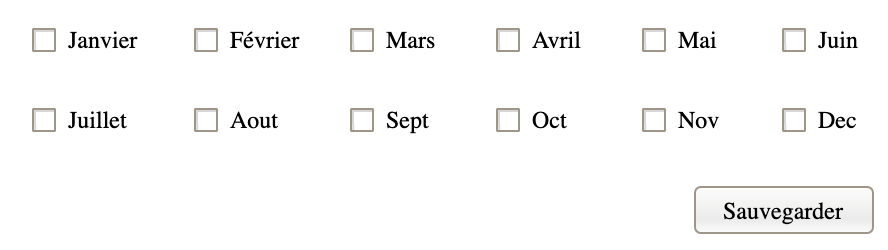 Janvier Février Mars Avril Mai Juin
Juillet Aout Sept Oct Nov Dec
Sauvegarder